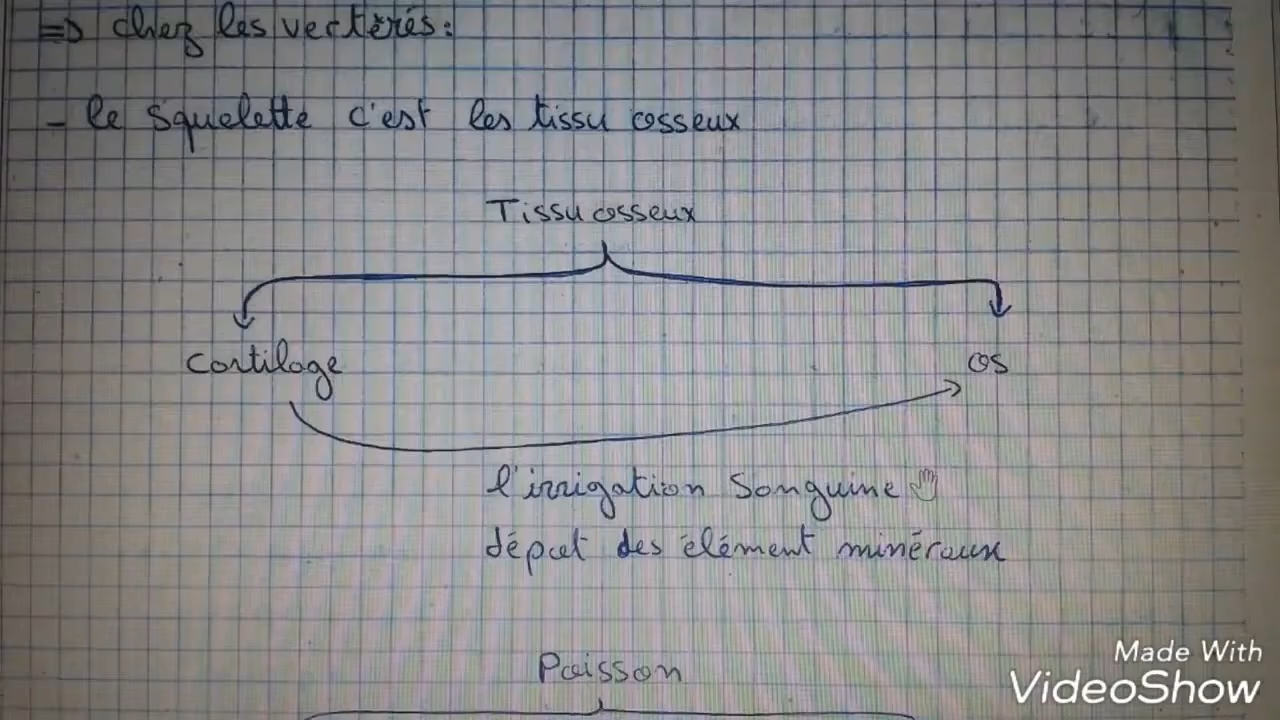 => chez les vertérés:
- le squelette c'est les tissu osseux
Tissu osseux
Cartilage
os
l'irrigation sanguine
dépot des élément minéraux
Poisson
Made With
VideoShow